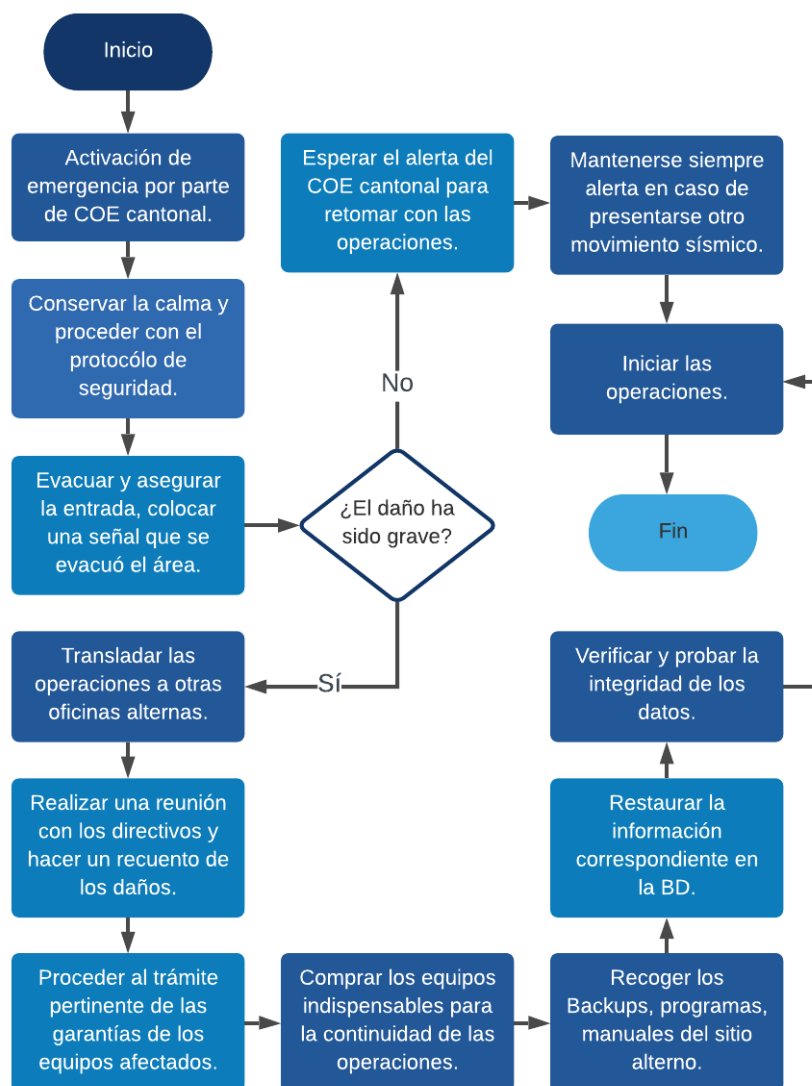 Inicio
Activación de
emergencia por parte
de COE cantonal.
Conservar la calma y
proceder con el
protocólo de
seguridad.
Evacuar y asegurar
la entrada, colocar
una señal que se
evacuó el área.
¿El daño ha
sido grave?
No
Esperar el alerta del
COE cantonal para
retomar con las
operaciones.
Mantenerse siempre
alerta en caso de
presentarse otro
movimiento sísmico.
Iniciar las
operaciones.
Fin
Sí
Transladar las
operaciones a otras
oficinas alternas.
Realizar una reunión
con los directivos y
hacer un recuento de
los daños.
Proceder al trámite
pertinente de las
garantías de los
equipos afectados.
Comprar los equipos
indispensables para
la continuidad de las
operaciones.
Recoger los
Backups, programas,
manuales del sitio
alterno.
Restaurar la
información
correspondiente en
la BD.
Verificar y probar la
integridad de los
datos.